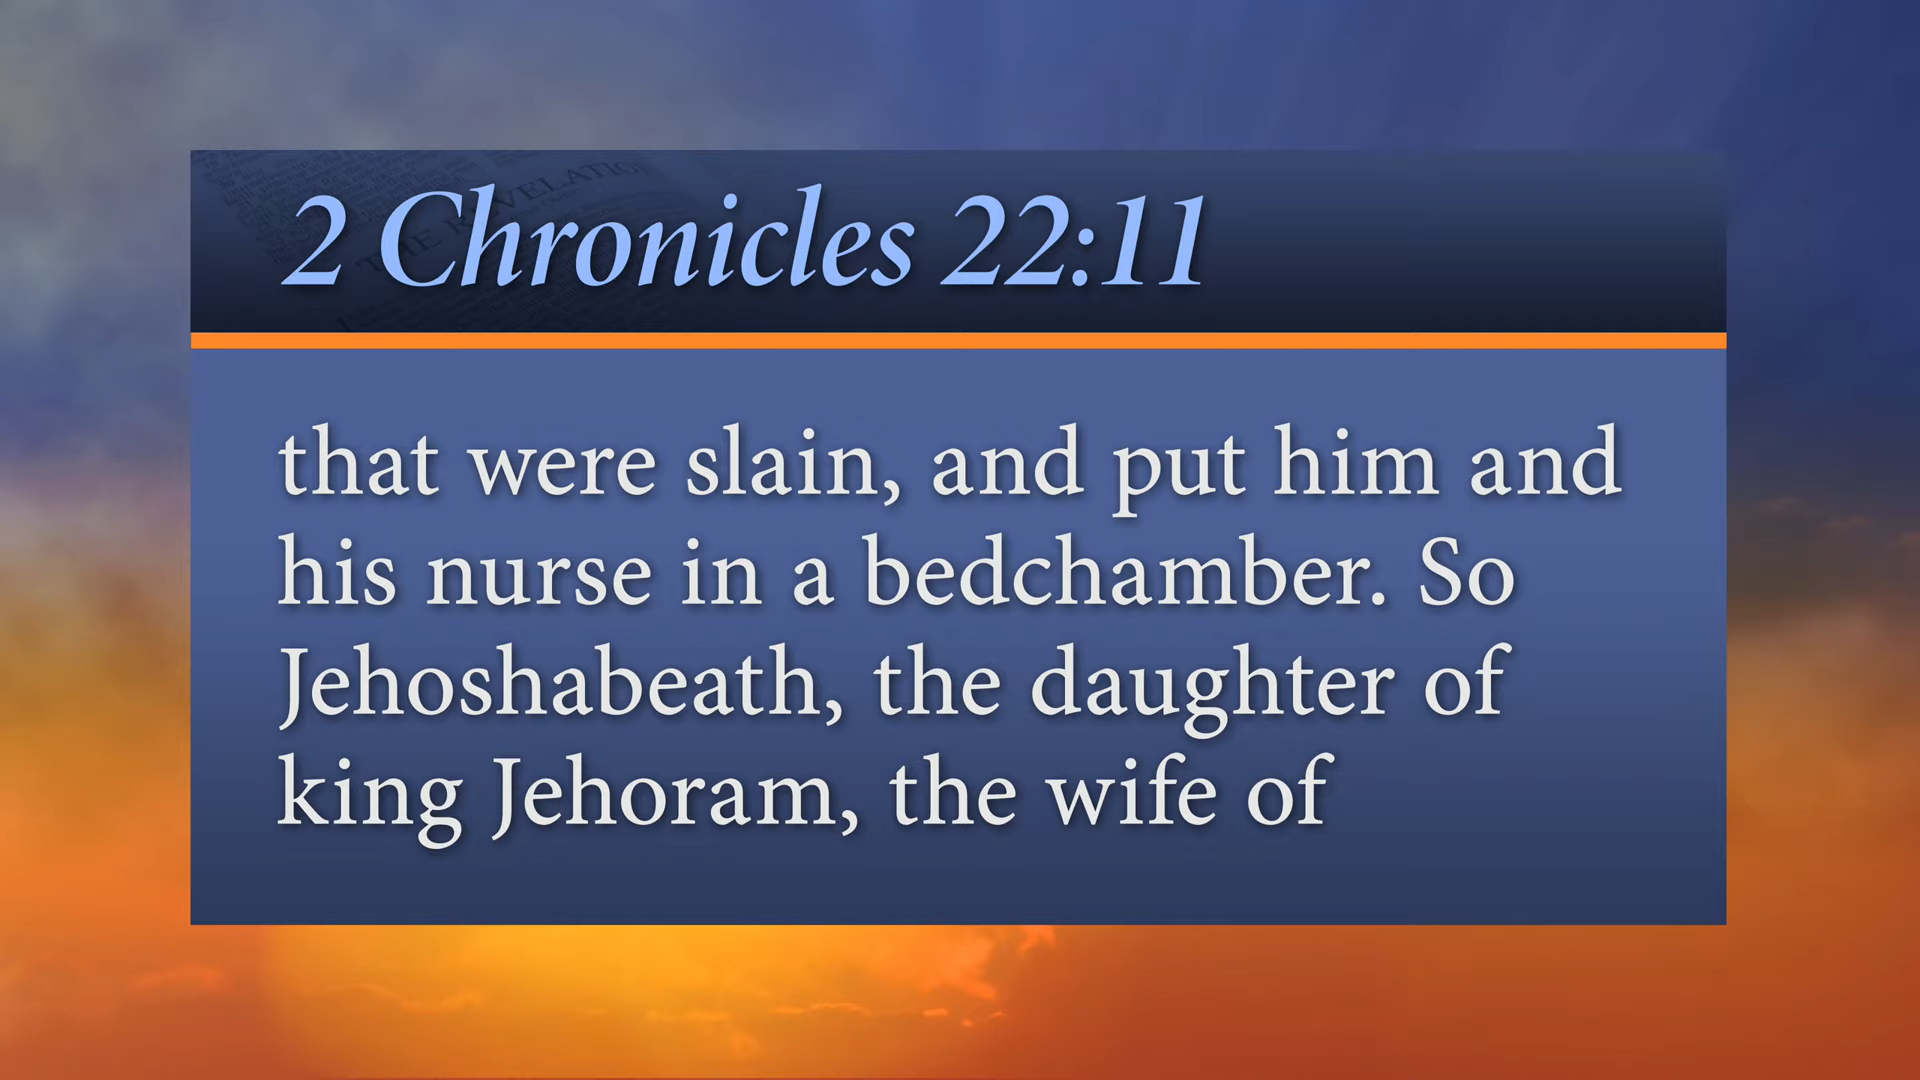 2 Chronicles 22:11
that were slain, and put him and
his nurse in a bedchamber. So
Jehoshabeath, the daughter of
king Jehoram, the wife of